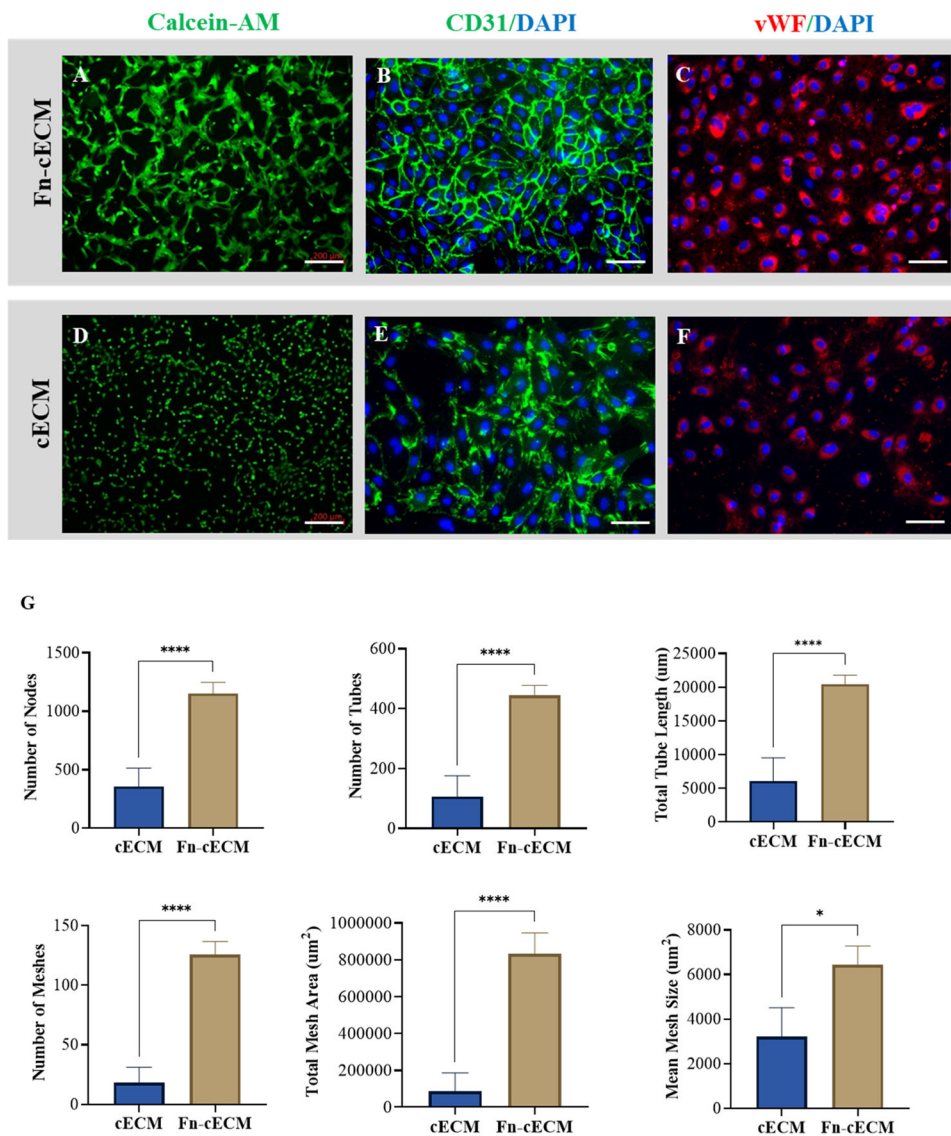 Calcein-AM CD31/DAPI vWF/DAPI
Fn-cECM
A B C
200 μm
cECM
D E F
200 μm
G
Number of Nodes
1500
1000
500
0
****
cECM Fn-cECM
Number of Tubes
600
400
200
0
****
cECM Fn-cECM
Total Tube Length (um)
25000
20000
15000
10000
5000
0
****
cECM Fn-cECM
Number of Meshes
150
100
50
0
****
cECM Fn-cECM
Total Mesh Area (um²)
1000000
800000
600000
400000
200000
0
****
cECM Fn-cECM
Mean Mesh Size (um²)
8000
6000
4000
2000
0
*
cECM Fn-cECM